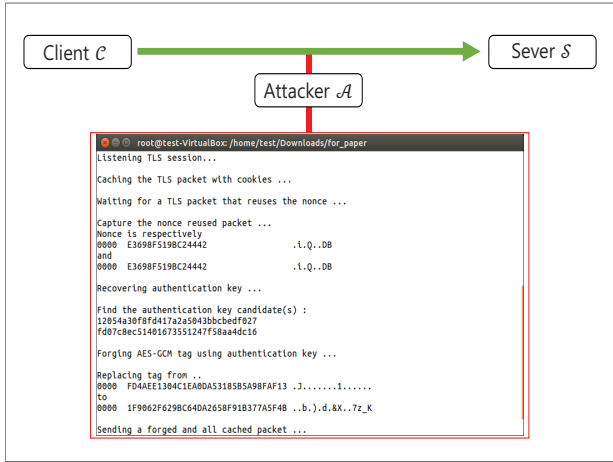 Client 𝒞
Sever 𝒮
Attacker 𝒜
root@test-VirtualBox: /home/test/Downloads/for_paper
Listening TLS session...
Caching the TLS packet with cookies ...
Waiting for a TLS packet that reuses the nonce ...
Capture the nonce reused packet ...
Nonce is respectively
0000 E3698F519BC24442 .i.Q..DB
and
0000 E3698F519BC24442 .i.Q..DB
Recovering authentication key ...
Find the authentication key candidate(s) :
12054a30f8fd417a2a5043bbcbedf027
fd07c8ec51401673551247f58aa4dc16
Forging AES-GCM tag using authentication key ...
Replacing tag from ..
0000 FD4AEE1304C1EA0DA53185B5A98FAF13 .J.......1......
to
0000 1F9062F629BC64DA2658F91B377A5F4B ..b.).d.&X..7z_K
Sending a forged and all cached packet ...